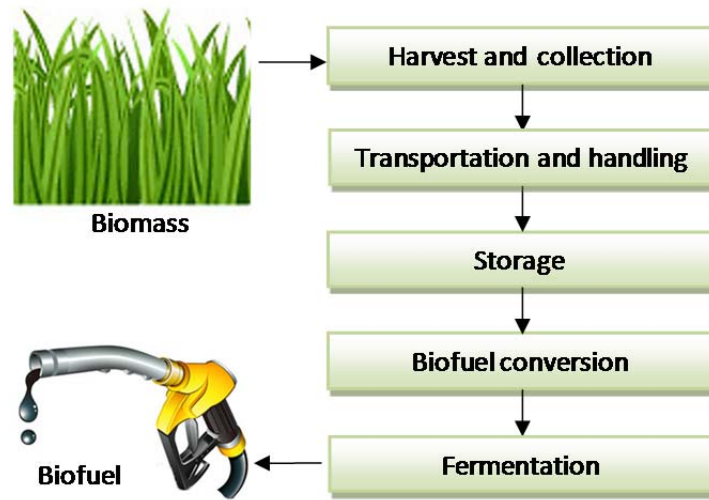 Harvest and collection
Transportation and handling
Biomass
Storage
Biofuel conversion
Biofuel
Fermentation